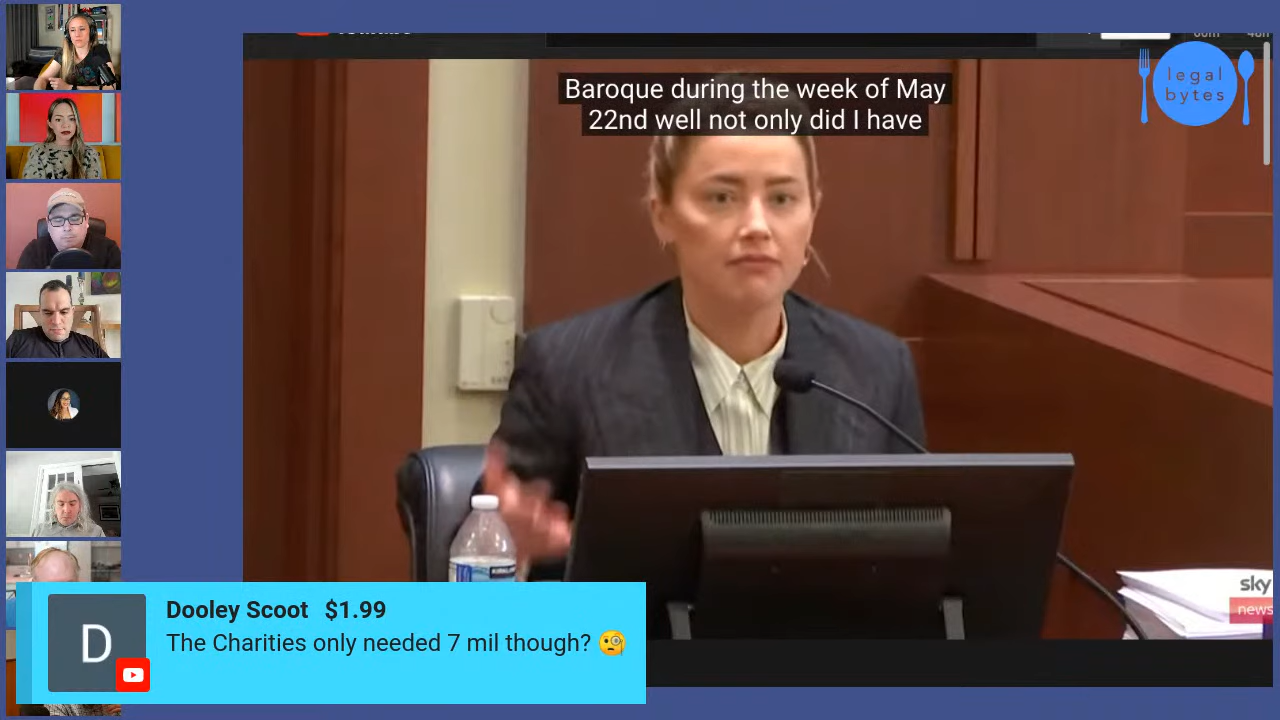 legal
bytes
Baroque during the week of May
22nd well not only did I have
sky
news
Dooley Scoot $1.99
The Charities only needed 7 mil though? 🧐
D